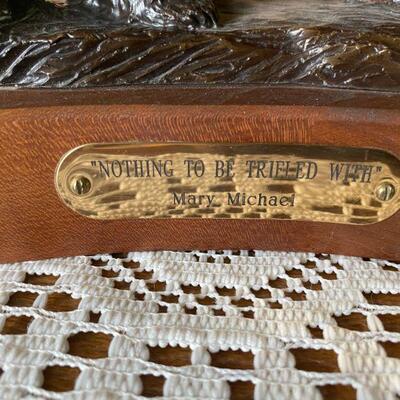 "NOTHING TO BE TRIFLED WITH"
Mary Michael